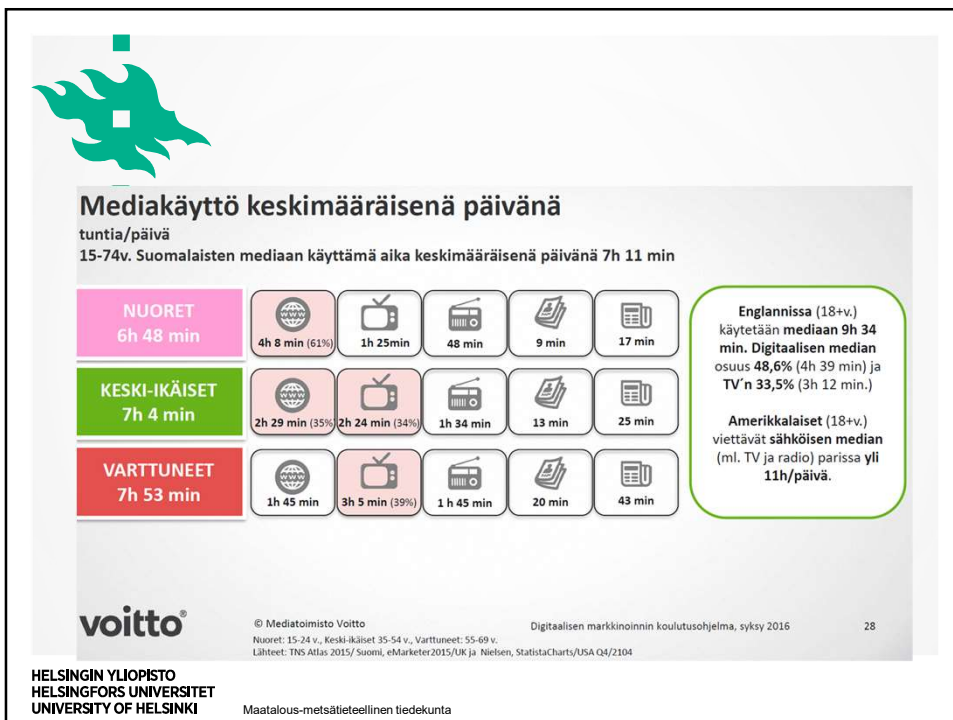 Mediakäyttö keskimääräisenä päivänä
tuntia/päivä
15-74v. Suomalaisten mediaan käyttämä aika keskimääräisenä päivänä 7h 11 min
NUORET
6h 48 min
www
4h 8 min (61%)
1h 25min
48 min
9 min
17 min
KESKI-IKÄISET
7h 4 min
www
2h 29 min (35%)
2h 24 min (34%)
1h 34 min
13 min
25 min
VARTTUNEET
7h 53 min
www
1h 45 min
3h 5 min (39%)
1 h 45 min
20 min
43 min
Englannissa (18+v.)
käytetään mediaan 9h 34
min. Digitaalisen median
osuus 48,6% (4h 39 min) ja
TV´n 33,5% (3h 12 min.)
Amerikkalaiset (18+v.)
viettävät sähköisen median
(ml. TV ja radio) parissa yli
11h/päivä.
voitto®
© Mediatoimisto Voitto
Digitaalisen markkinoinnin koulutusohjelma, syksy 2016
28
Nuoret: 15-24 v., Keski-ikäiset 35-54 v., Varttuneet: 55-69 v.
Lähteet: TNS Atlas 2015/ Suomi, eMarketer2015/UK ja Nielsen, StatistaCharts/USA Q4/2104
HELSINGIN YLIOPISTO
HELSINGFORS UNIVERSITET
UNIVERSITY OF HELSINKI
Maatalous-metsätieteellinen tiedekunta